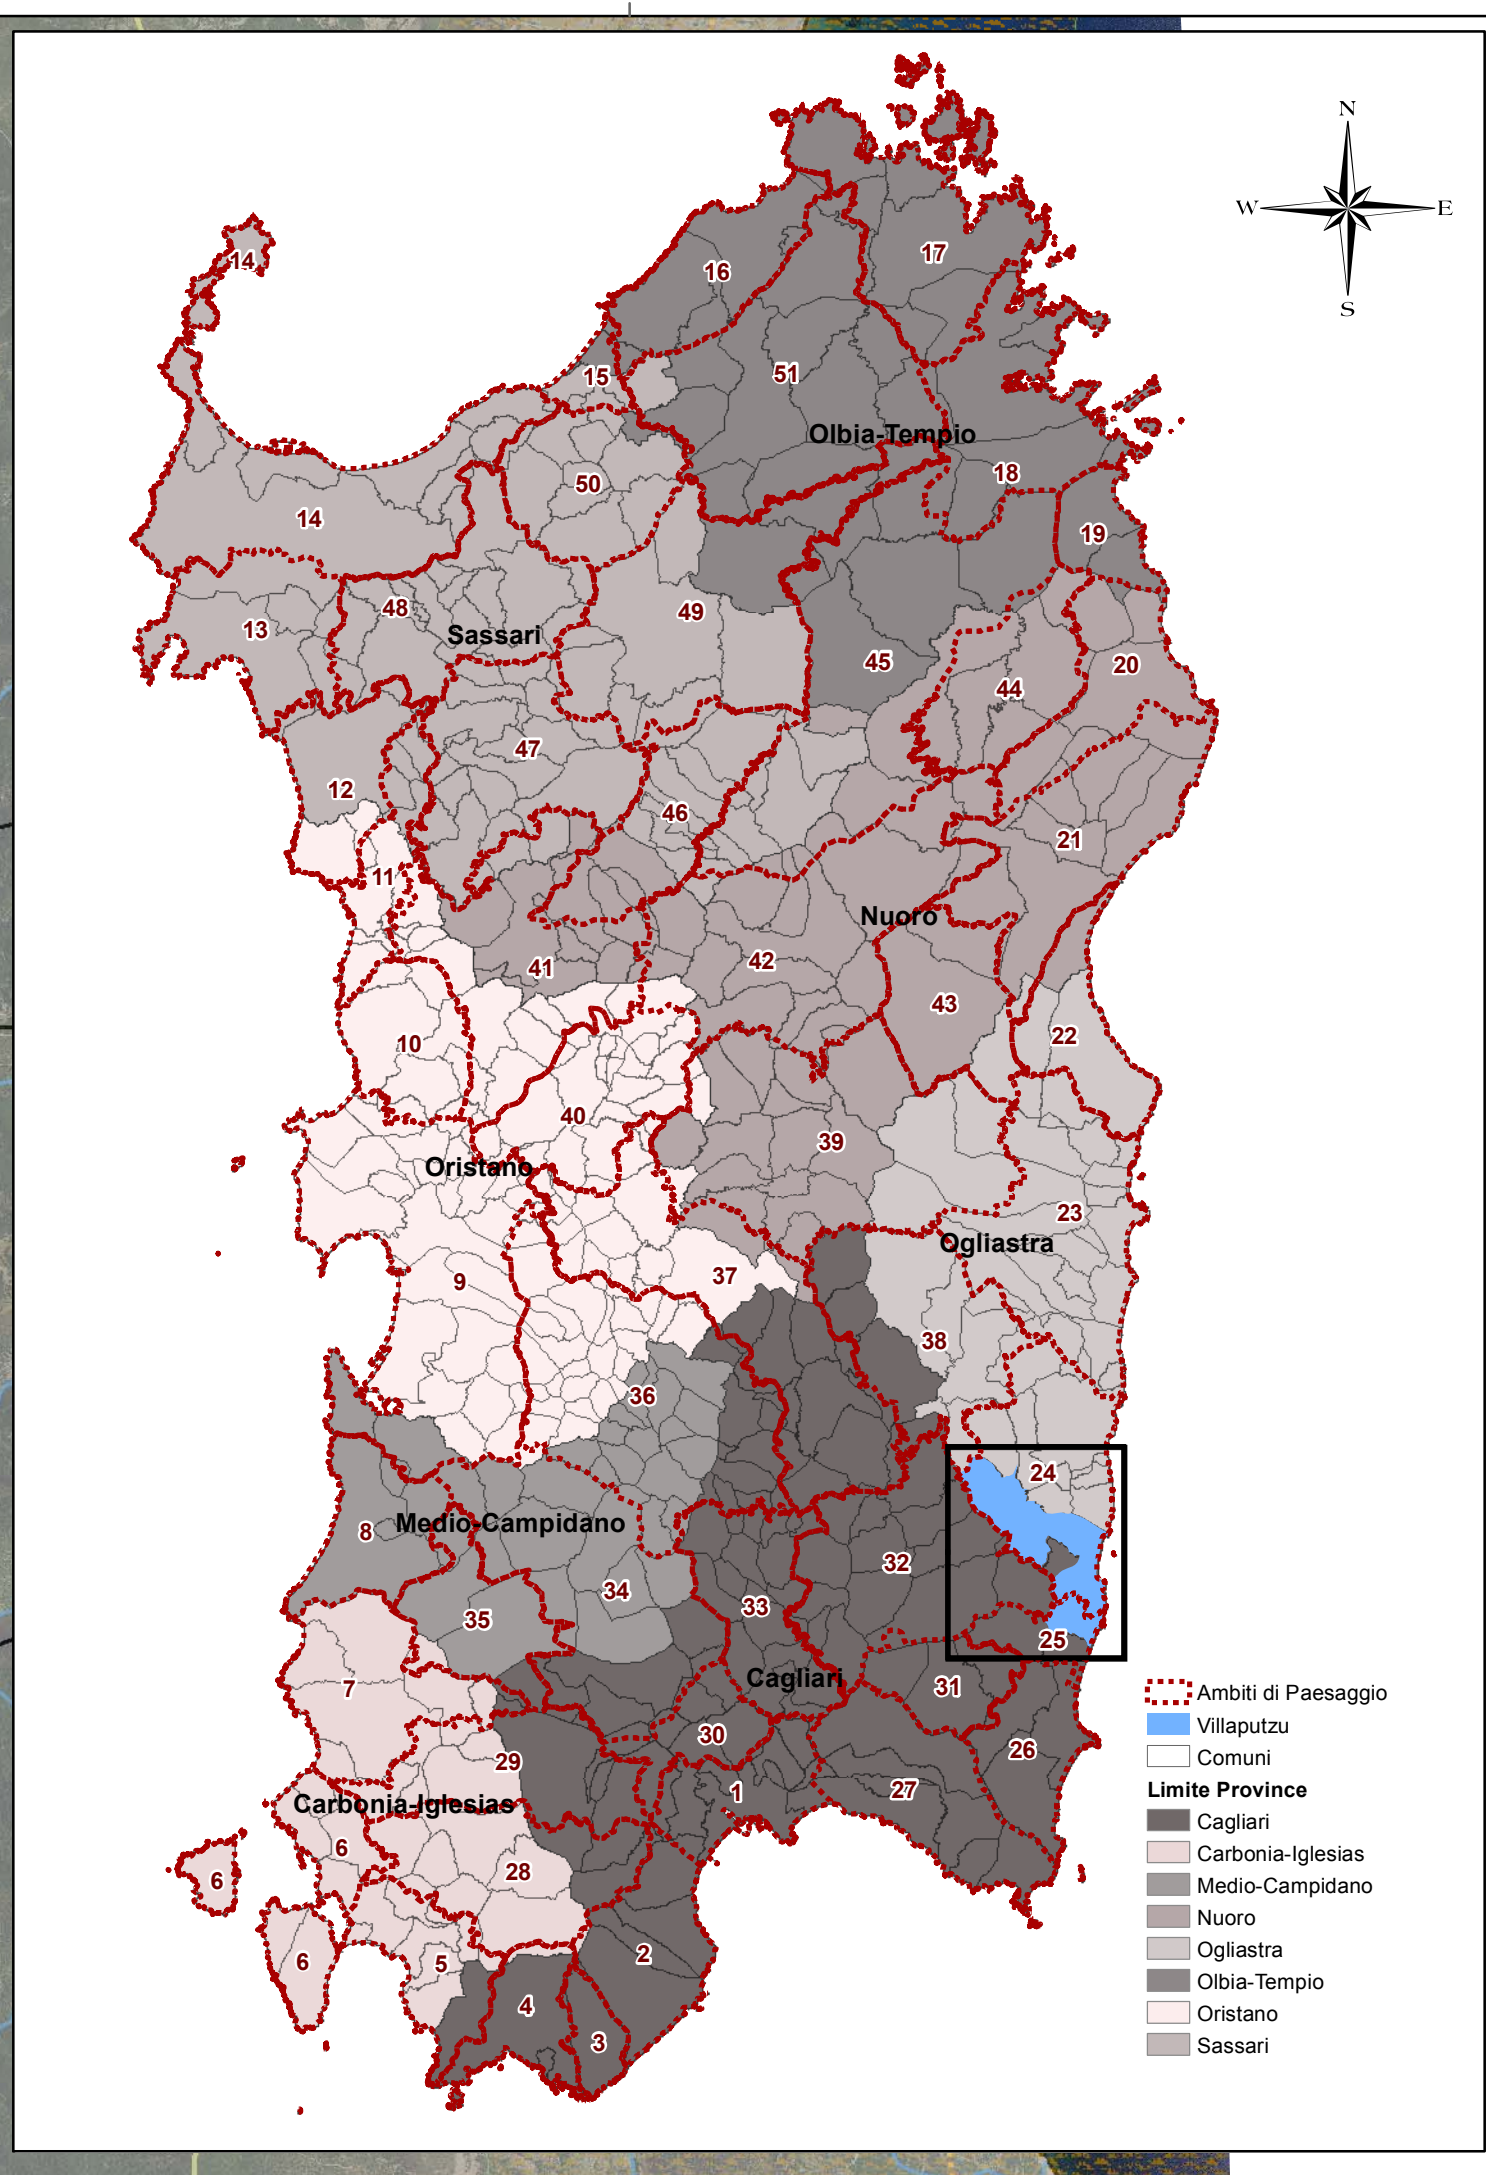 N
W
E
S
14
16
17
15
51
Olbia-Tempio
18
50
14
19
48
49
13
Sassari
45
20
44
47
12
46
21
11
Nuoro
42
41
43
22
10
40
39
Oristano
23
Ogliastra
37
9
38
36
24
8
Medio-Campidano
32
34
33
35
25
Cagliari
31
7
30
26
29
1
27
Carbonia-Iglesias
6
6
28
6
5
2
4
3
Ambiti di Paesaggio
Villaputzu
Comuni
Limite Province
Cagliari
Carbonia-Iglesias
Medio-Campidano
Nuoro
Ogliastra
Olbia-Tempio
Oristano
Sassari